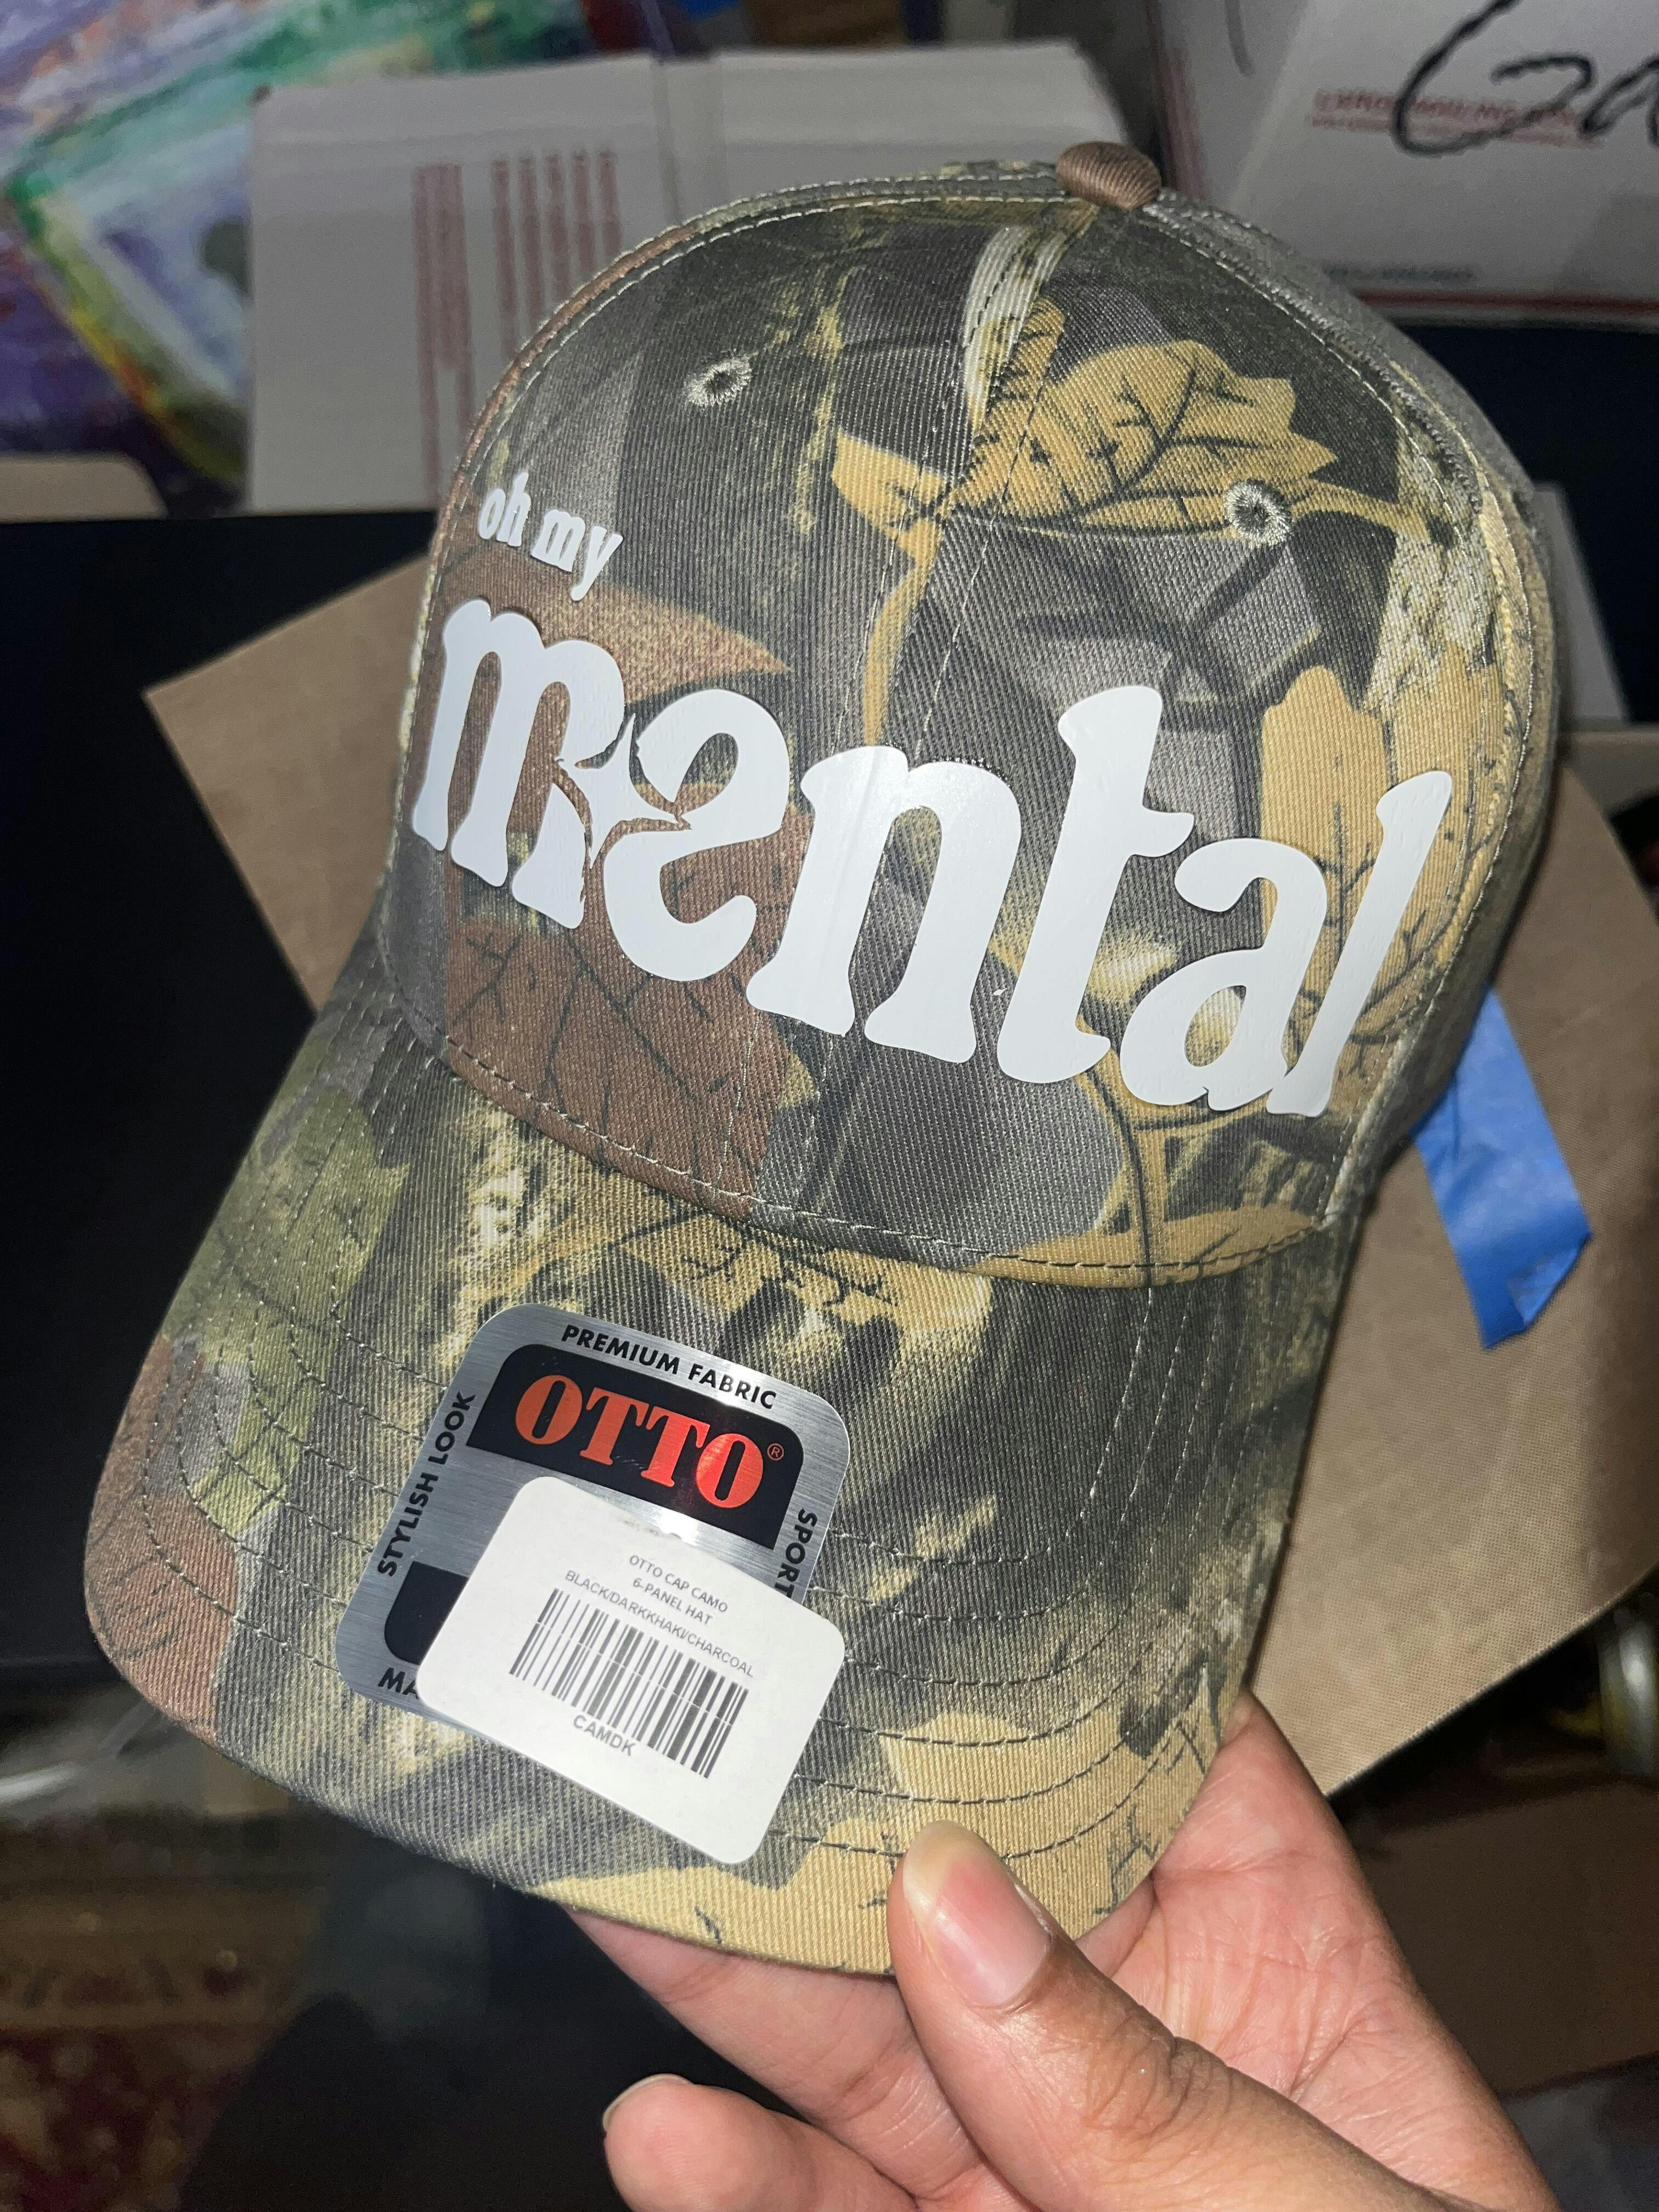 oh my
mental
PREMIUM FABRIC
STYLISH LOOK
OTTO®
SPORT
OTTO CAP CAMO
6-PANEL HAT
BLACK/DARKKHAKI/CHARCOAL
CAMDK